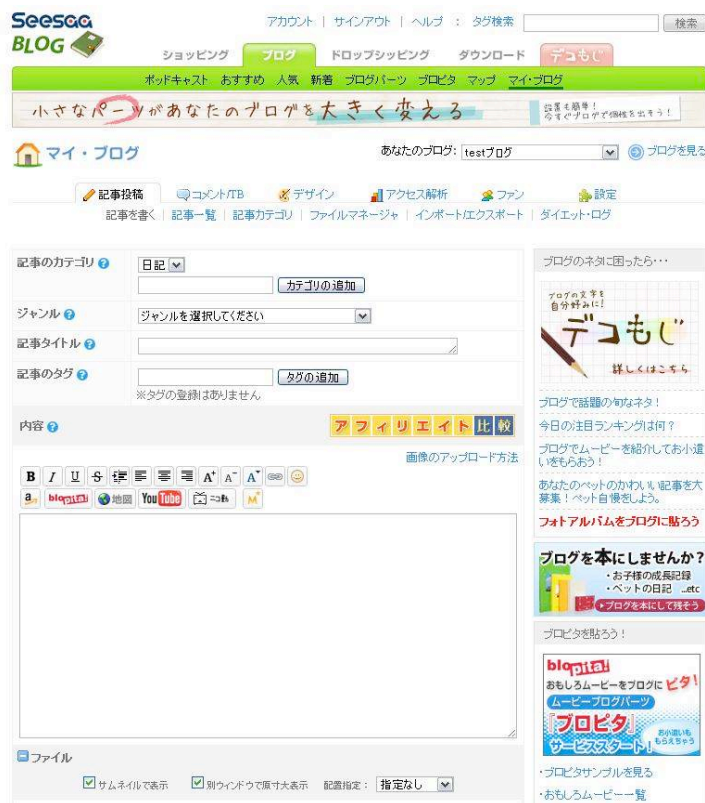 Seesaa
BLOG
アカウント | サインアウト | ヘルプ : タグ検索 検索
ショッピング ブログ ドロップシッピング ダウンロード デコもじ
ポッドキャスト おすすめ 人気 新着 ブログパーツ ブロピタ マップ マイ・ブログ
小さなパーツがあなたのブログを大きく変える
設置も簡単!
今すぐブログで個性を出そう!
マイ・ブログ
あなたのブログ: testブログ
ブログを見る
記事投稿 コメント/TB デザイン アクセス解析 ファン 設定
記事を書く | 記事一覧 | 記事カテゴリ | ファイルマネージャ | インポート/エクスポート | ダイエット・ログ
記事のカテゴリ ?
日記
カテゴリの追加
ジャンル ?
ジャンルを選択してください
記事タイトル ?
記事のタグ ?
タグの追加
※タグの登録はありません
内容 ?
アフィリエイト比較
画像のアップロード方法
B I U S A+ A- A
a blopita! 地図 YouTube ニコ動 M
ファイル
サムネイルで表示 別ウィンドウで原寸大表示 配置指定: 指定なし
ブログのネタに困ったら・・・
ブログの文字を
自分好みに!
デコもじ
詳しくはこちら
ブログで話題の旬なネタ!
今日の注目ランキングは何?
ブログでムービーを紹介してお小遣
いをもらおう!
あなたのペットのかわいい記事を大
募集!ペット自慢をしよう。
フォトアルバムをブログに貼ろう
ブログを本にしませんか?
・お子様の成長記録
・ペットの日記 ...etc
ブログを本にして残そう
ブロピタを貼ろう!
blopita!
おもしろムービーをブログに ピタ!
ムービーブログパーツ
『ブロピタ』
サービススタート!
お小遣いも
もらえちゃう
・ブロピタサンプルを見る
・おもしろムービー一覧